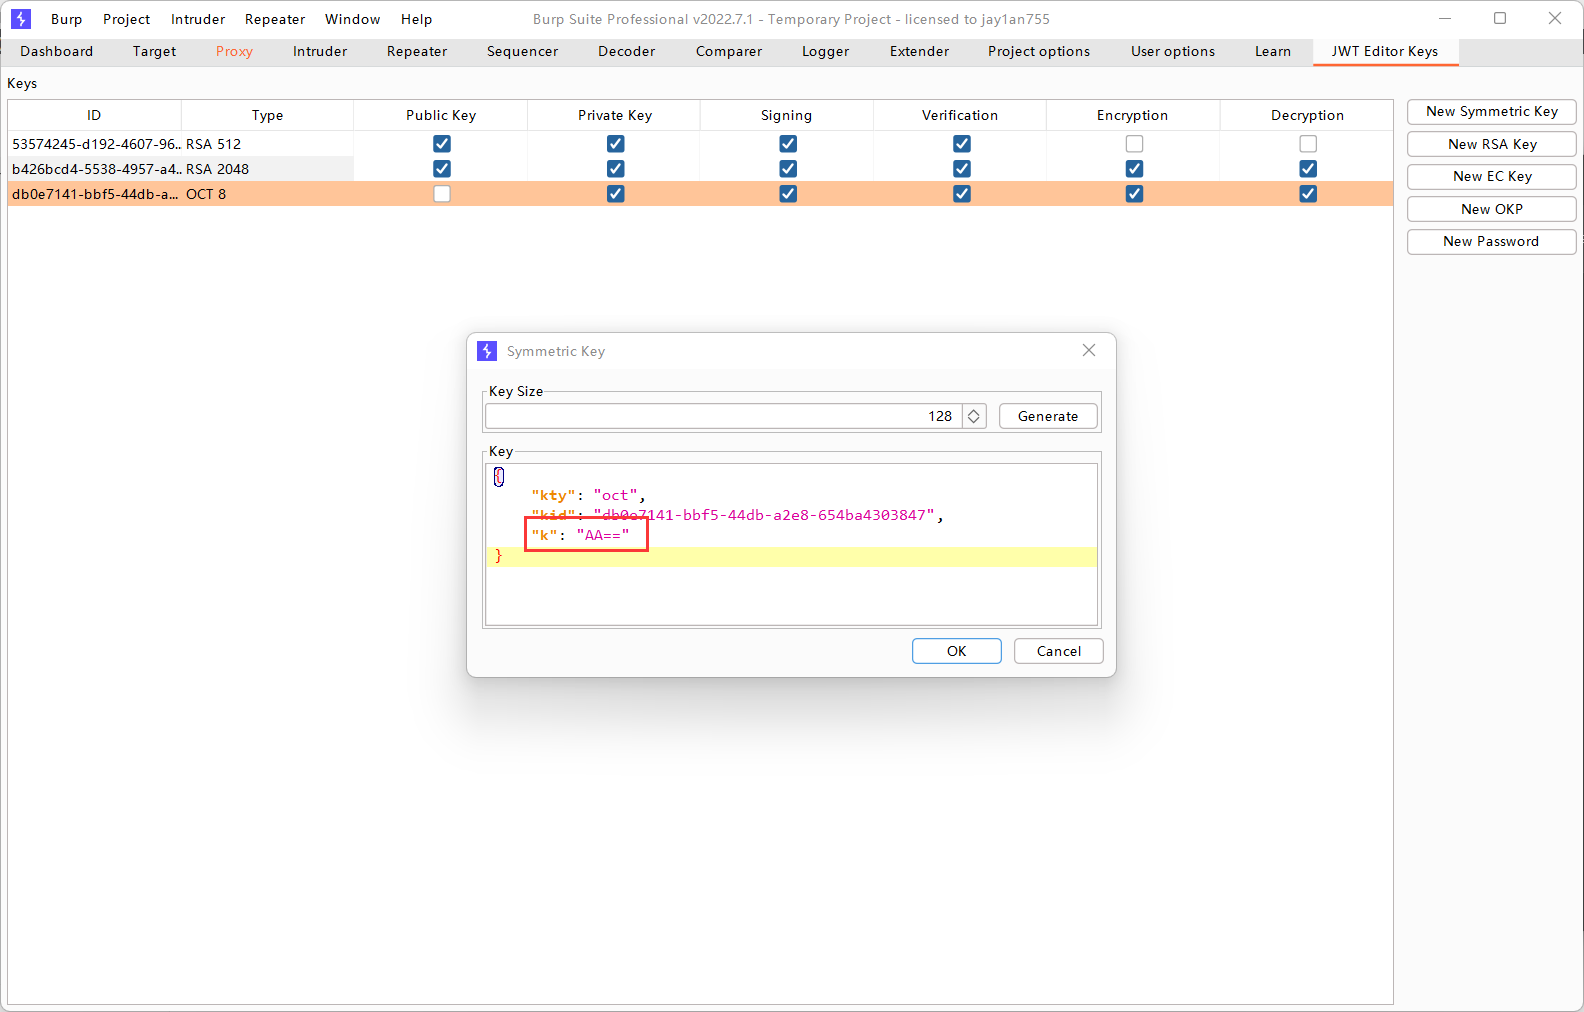 Burp Project Intruder Repeater Window Help Burp Suite Professional v2022.7.1 - Temporary Project - licensed to jay1an755
Dashboard Target Proxy Intruder Repeater Sequencer Decoder Comparer Logger Extender Project options User options Learn JWT Editor Keys
Keys
ID Type Public Key Private Key Signing Verification Encryption Decryption
53574245-d192-4607-96... RSA 512
b426bcd4-5538-4957-a4... RSA 2048
db0e7141-bbf5-44db-a... OCT 8
New Symmetric Key
New RSA Key
New EC Key
New OKP
New Password
Symmetric Key
Key Size
128 Generate
Key
{
"kty": "oct",
"kid": "db0e7141-bbf5-44db-a2e8-654ba4303847",
"k": "AA=="
}
OK Cancel